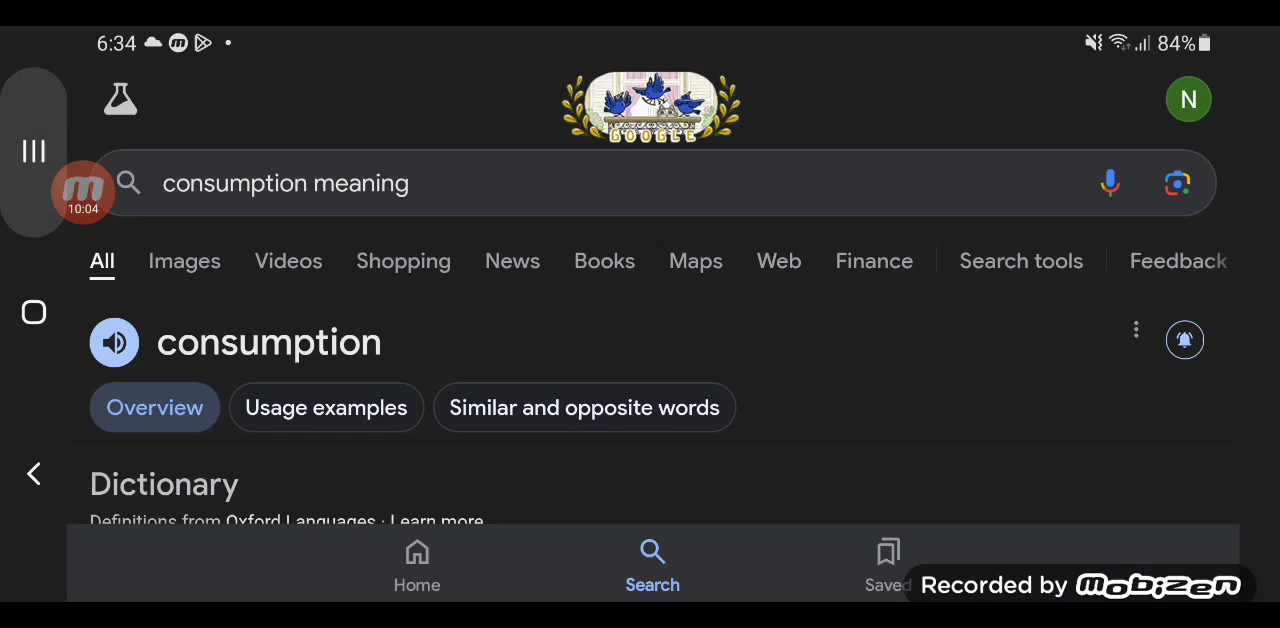 6:34
84%
GOOGLE
N
consumption meaning
10:04
All Images Videos Shopping News Books Maps Web Finance Search tools Feedback
consumption
Overview Usage examples Similar and opposite words
Dictionary
Definitions from Oxford Languages · Learn more
Home Search Saved
Recorded by mobizen